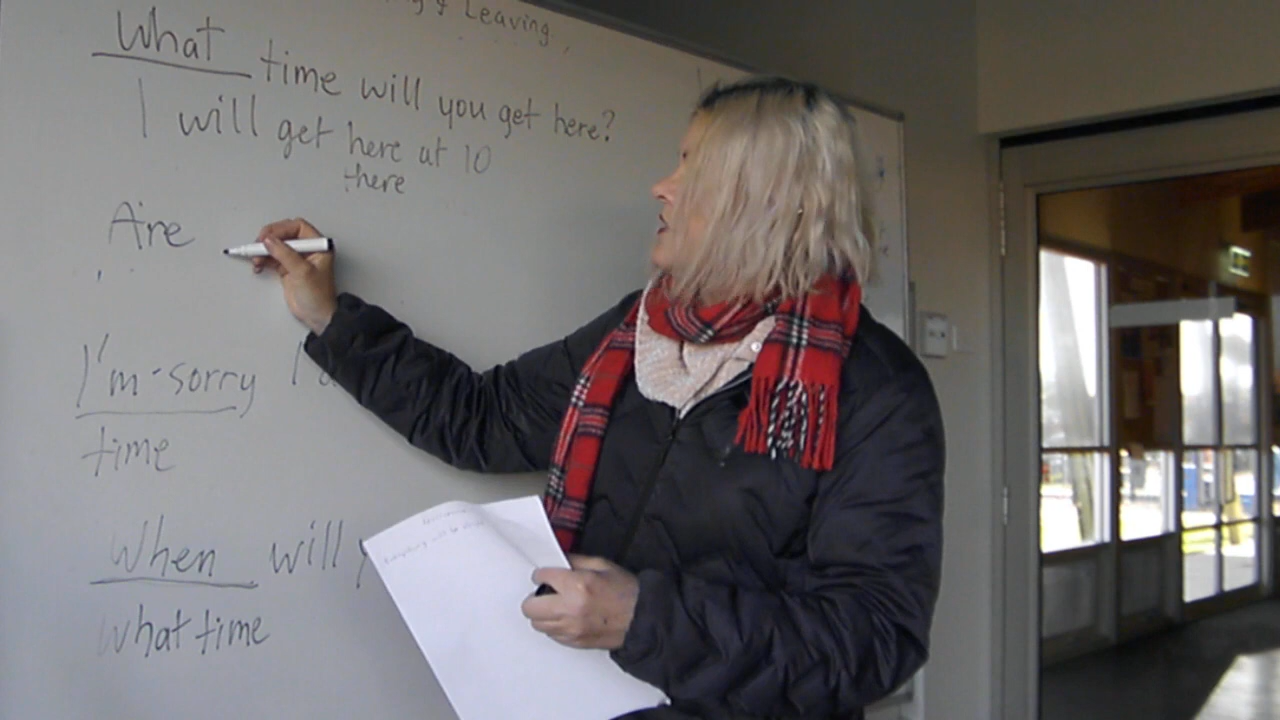 & Leaving
What time will you get here?
I will get here at 10
there
Are
I'm sorry I
time
When will
what time